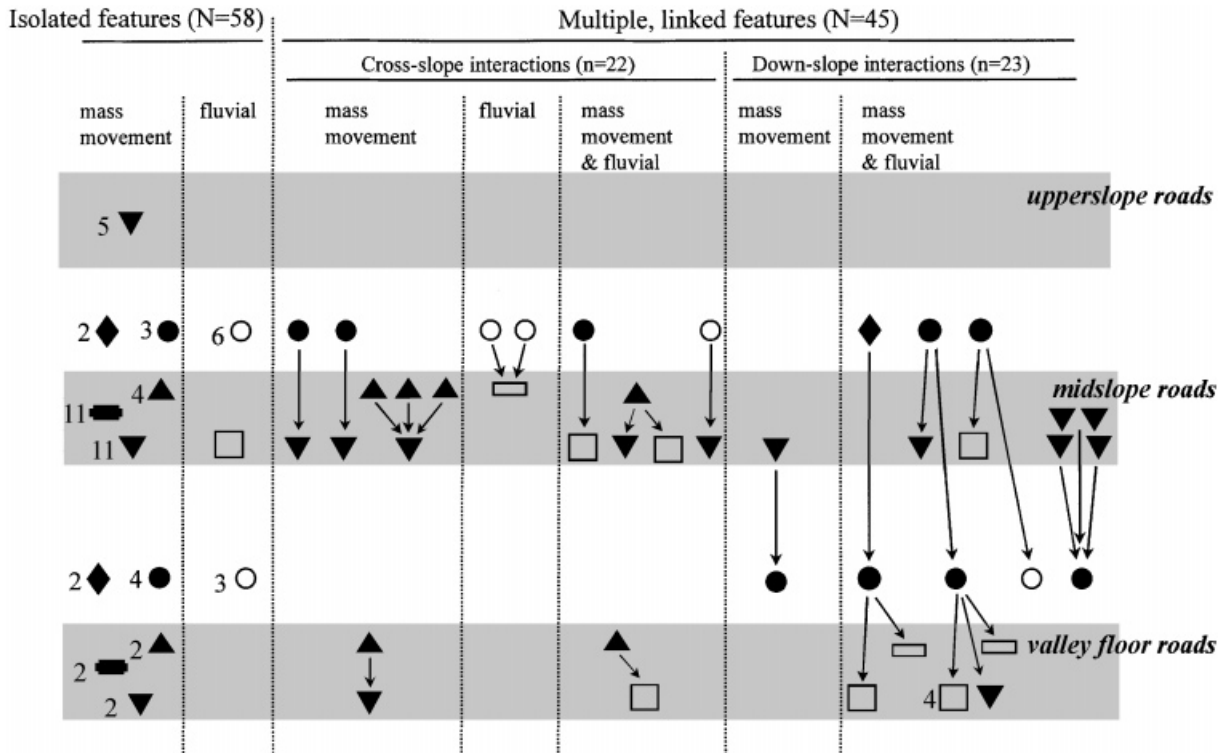 Isolated features (N=58)
Multiple, linked features (N=45)
Cross-slope interactions (n=22)
Down-slope interactions (n=23)
mass
movement
fluvial
mass
movement
fluvial
mass
movement
& fluvial
mass
movement
mass
movement
& fluvial
upperslope roads
5
2
3
6
midslope roads
4
11
11
2
4
3
valley floor roads
2
2
2
4